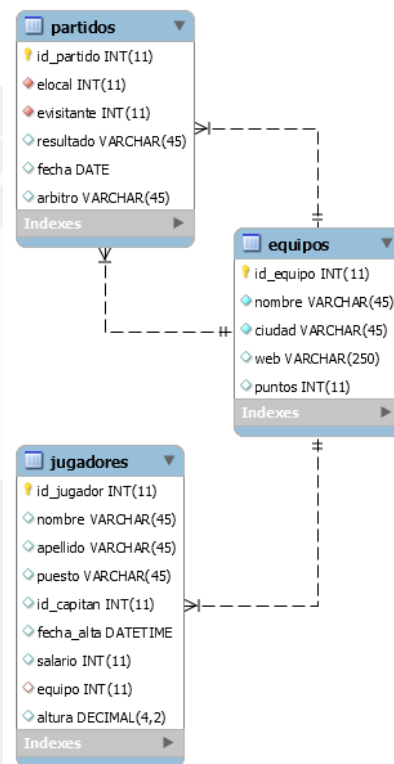 partidos
id_partido INT(11)
elocal INT(11)
evisitante INT(11)
resultado VARCHAR(45)
fecha DATE
arbitro VARCHAR(45)
Indexes
equipos
id_equipo INT(11)
nombre VARCHAR(45)
ciudad VARCHAR(45)
web VARCHAR(250)
puntos INT(11)
Indexes
jugadores
id_jugador INT(11)
nombre VARCHAR(45)
apellido VARCHAR(45)
puesto VARCHAR(45)
id_capitan INT(11)
fecha_alta DATETIME
salario INT(11)
equipo INT(11)
altura DECIMAL(4,2)
Indexes